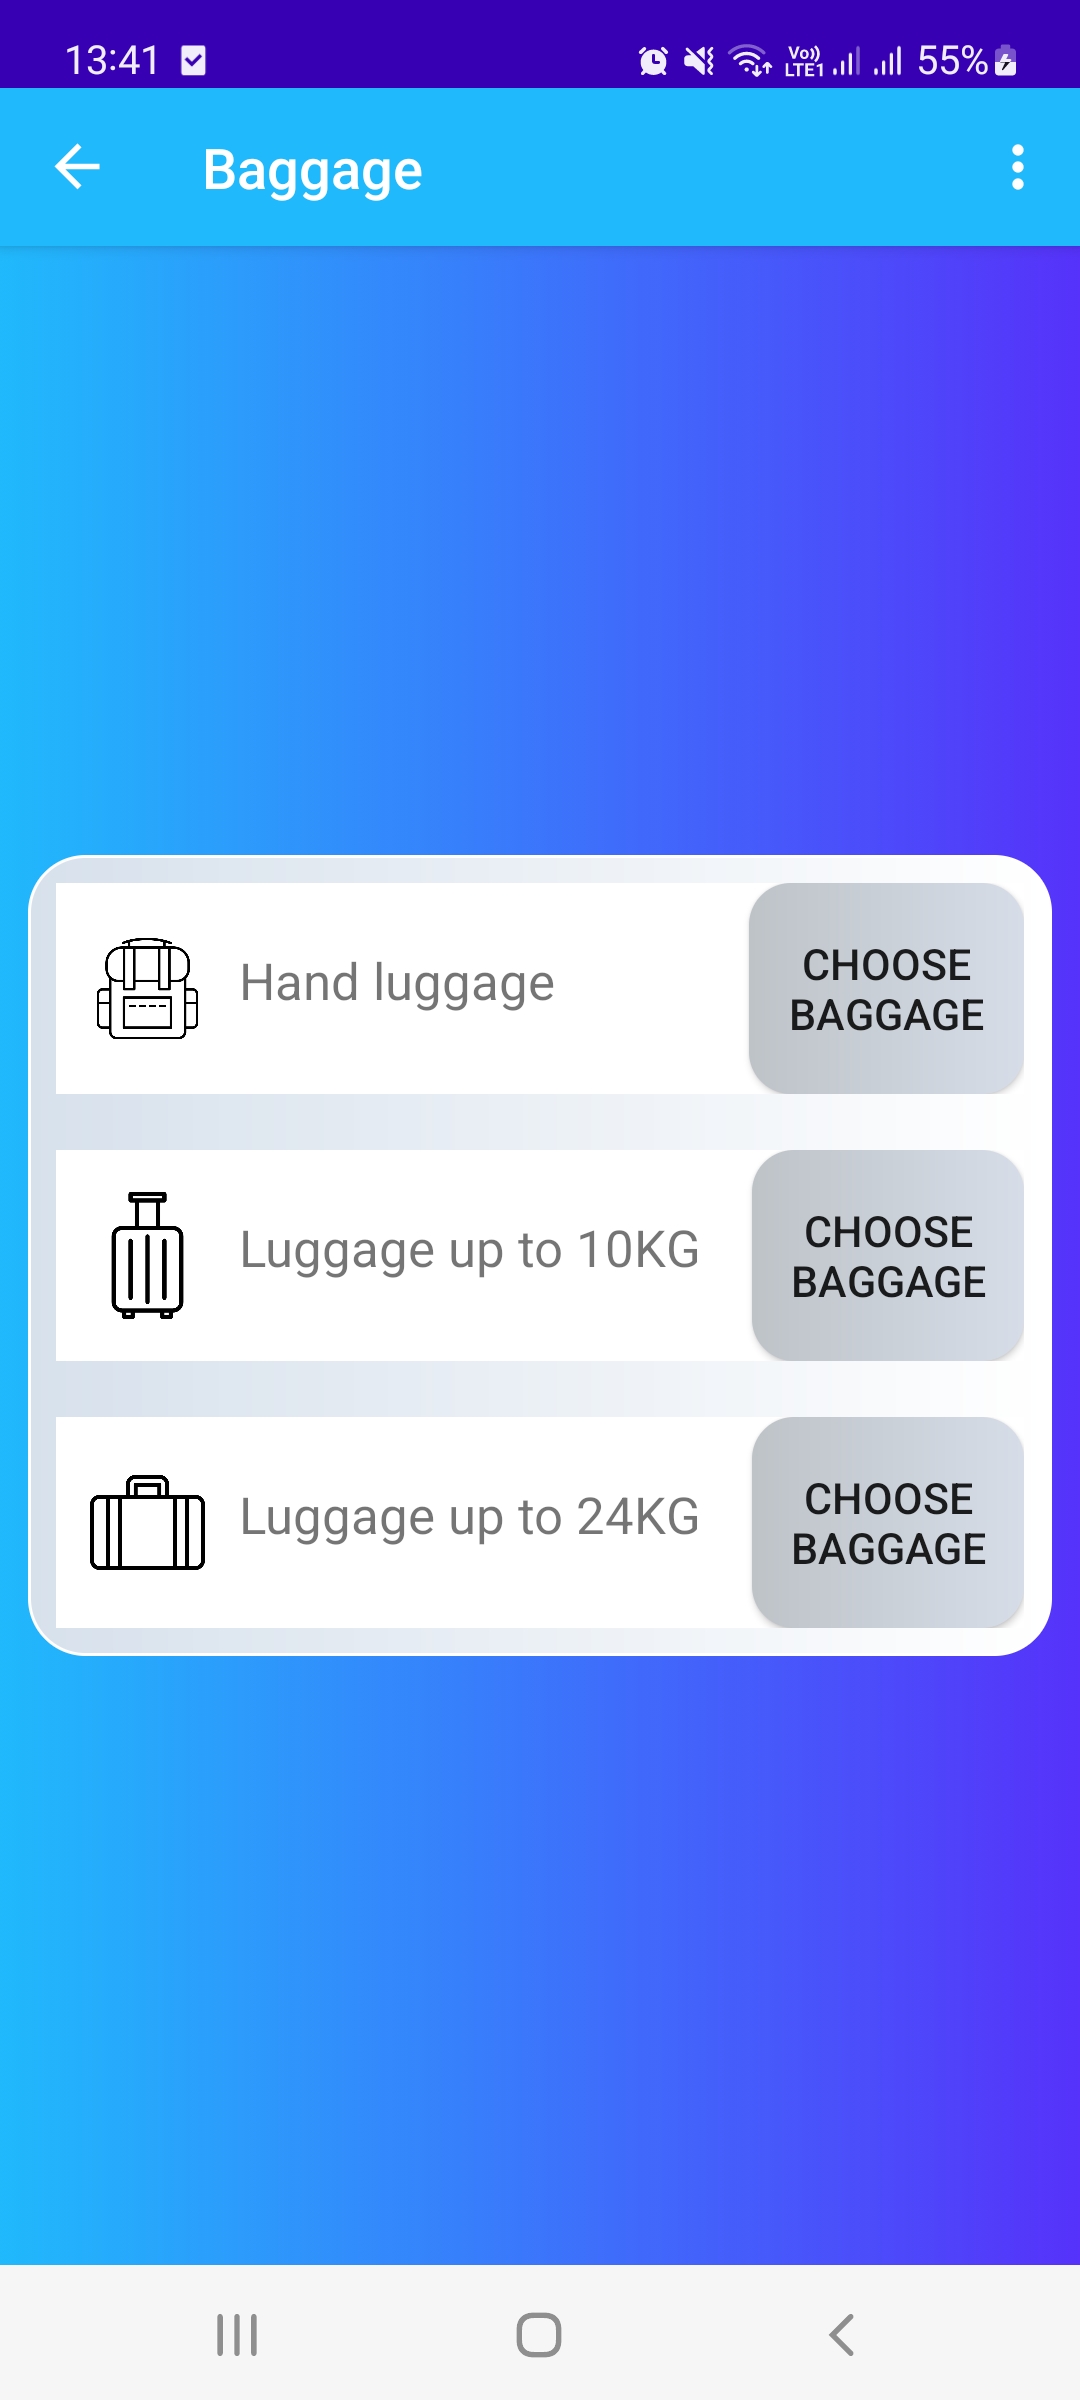 13:41
Vo)) LTE1 55%
Baggage
Hand luggage
CHOOSE
BAGGAGE
Luggage up to 10KG
CHOOSE
BAGGAGE
Luggage up to 24KG
CHOOSE
BAGGAGE